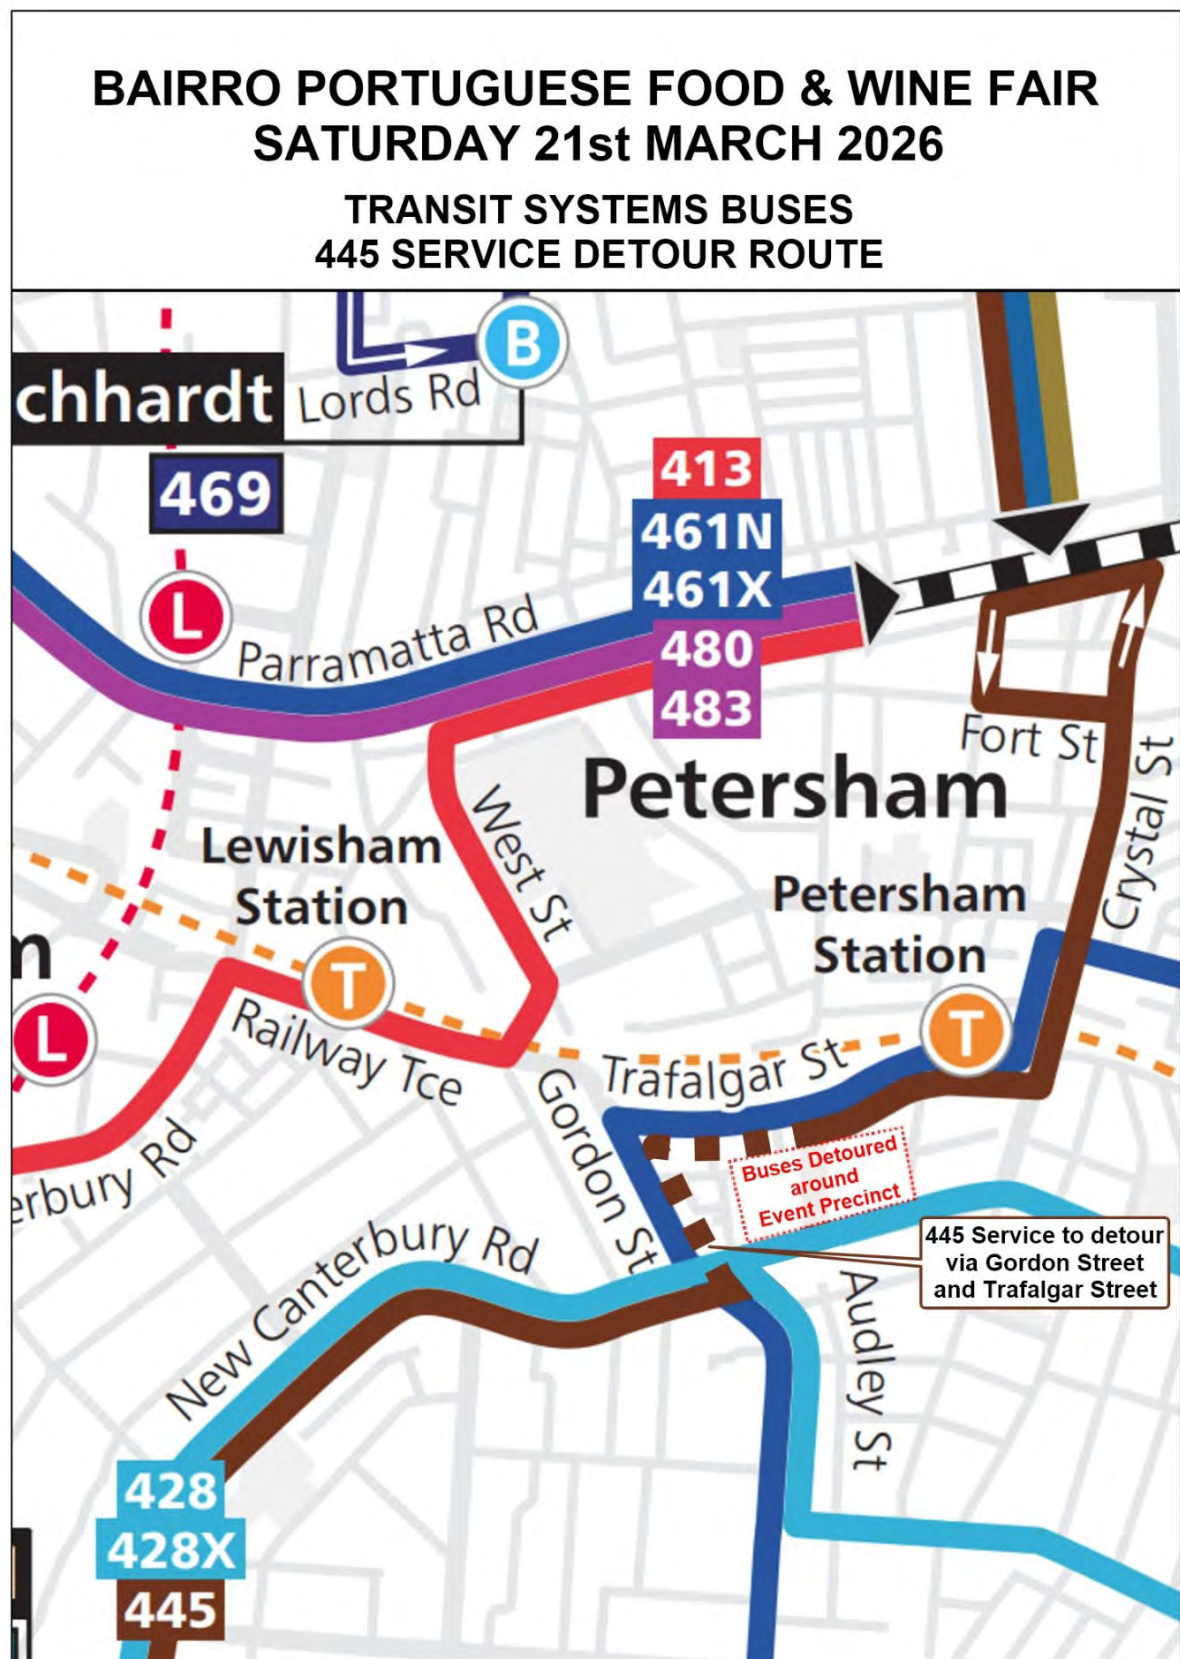 BAIRRO PORTUGUESE FOOD & WINE FAIR
SATURDAY 21st MARCH 2026
TRANSIT SYSTEMS BUSES
445 SERVICE DETOUR ROUTE
B
chhardt
Lords Rd
469
413
461N
461X
480
483
L
Parramatta Rd
Fort St
Petersham
Crystal St
West St
Lewisham
Station
T
Petersham
Station
T
m
L
Railway Tce
Trafalgar St
Gordon St
erbury Rd
Buses Detoured
around
Event Precinct
445 Service to detour
via Gordon Street
and Trafalgar Street
New Canterbury Rd
Audley St
428
428X
445